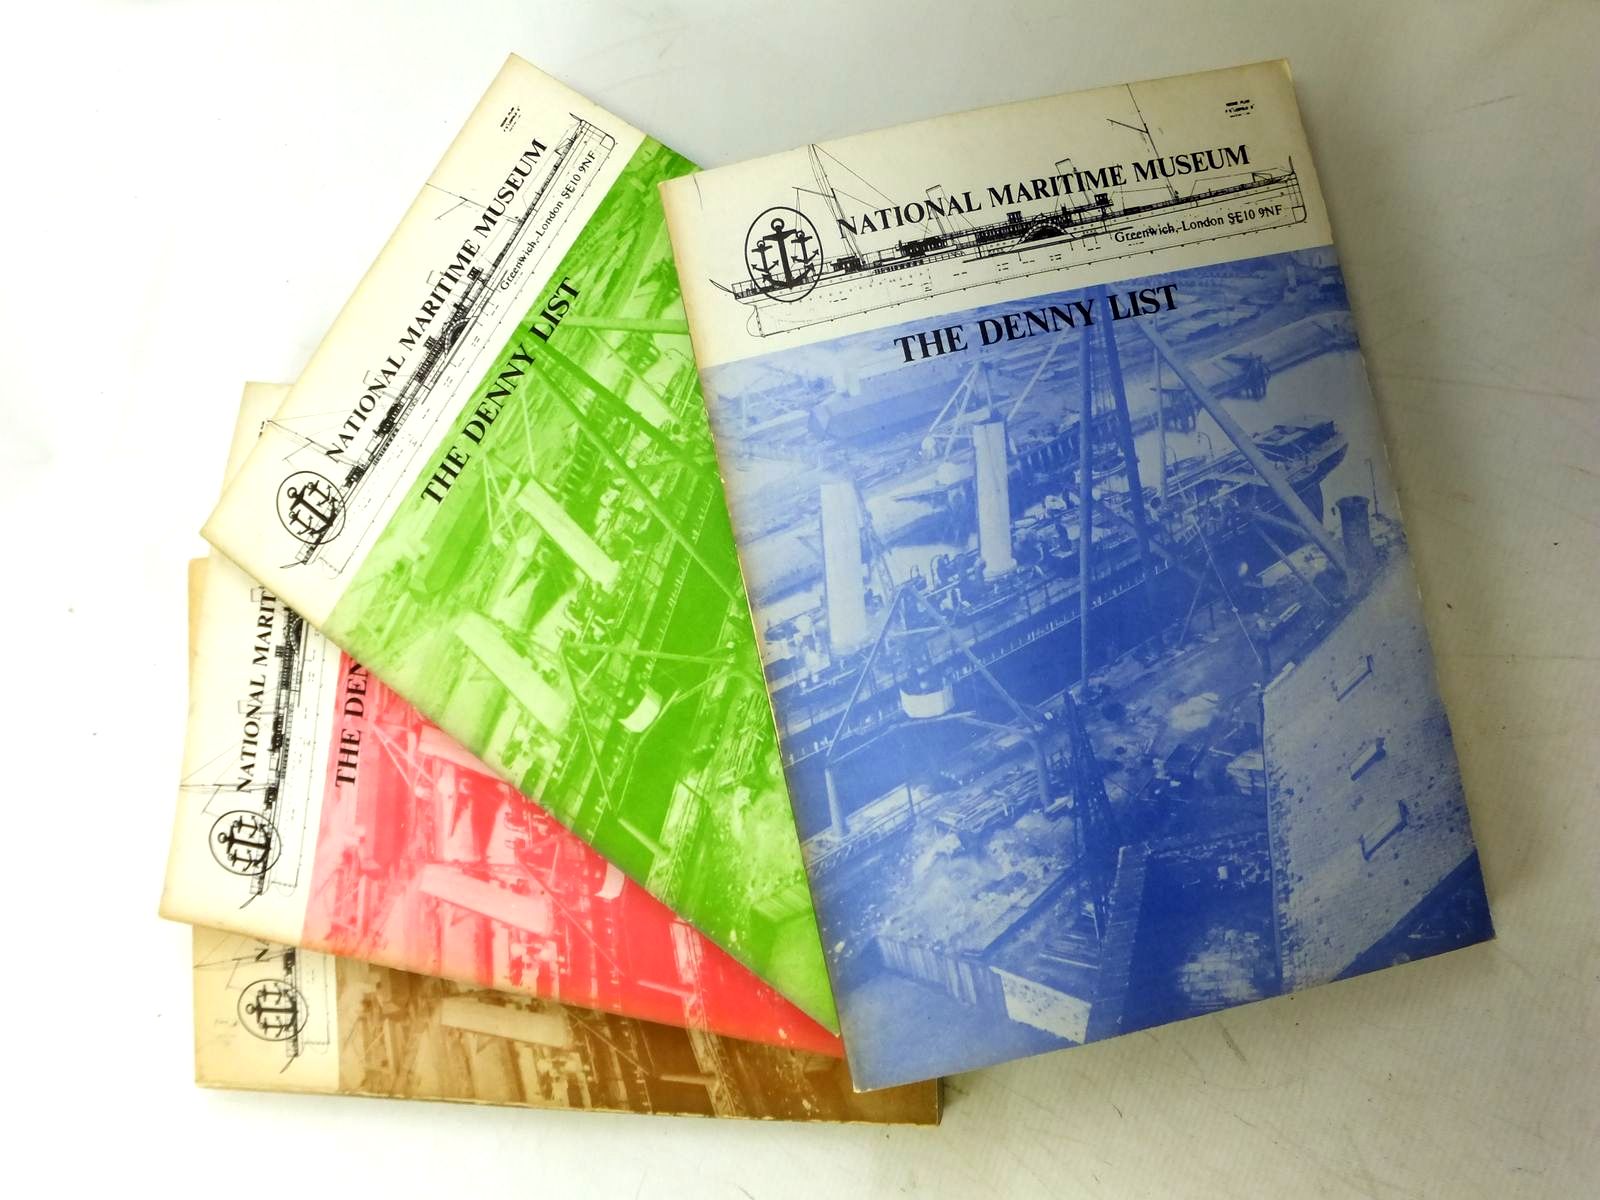 NATIONAL MARITIME MUSEUM
Greenwich, London SE10 9NF
THE DENNY LIST
NATIONAL MARITIME MUSEUM
Greenwich, London SE10 9NF
THE DENNY LIST
NATIONAL MARIT
THE DEN
NA